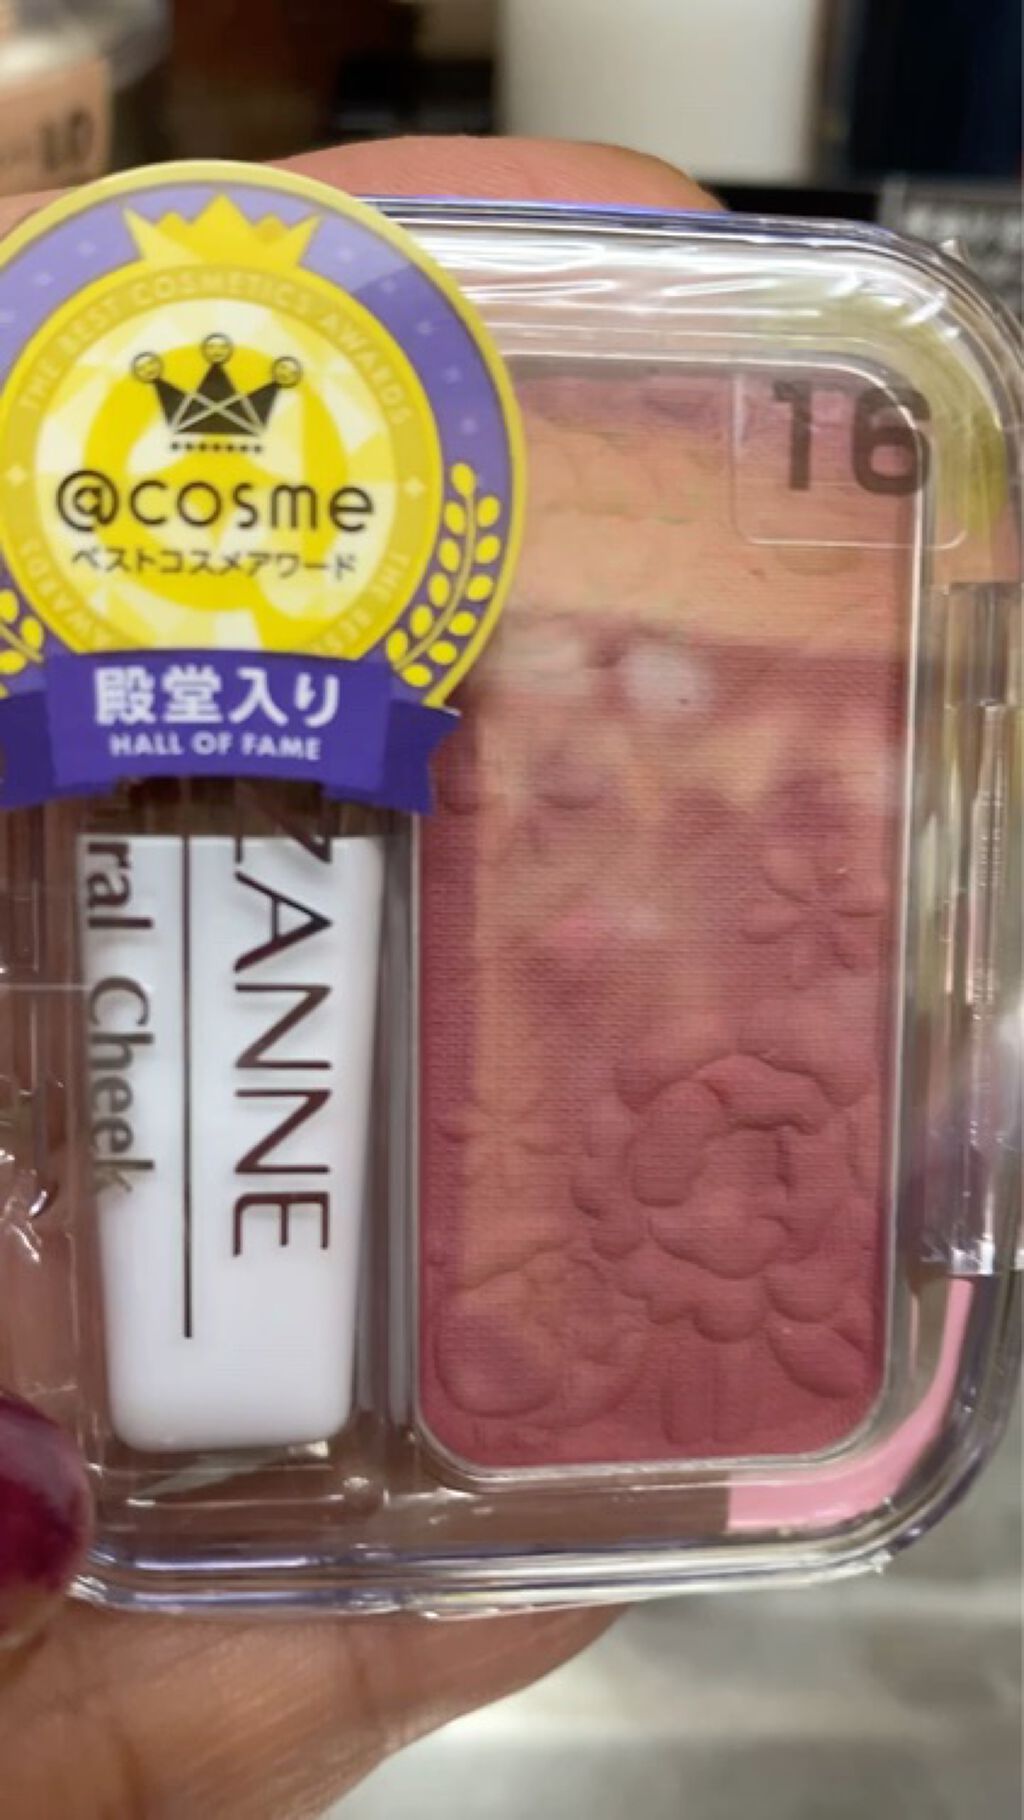 THE BEST COSMETICS AWARDS
@cosme
ベストコスメアワード
殿堂入り
HALL OF FAME
16
ZANNE
ral Cheek